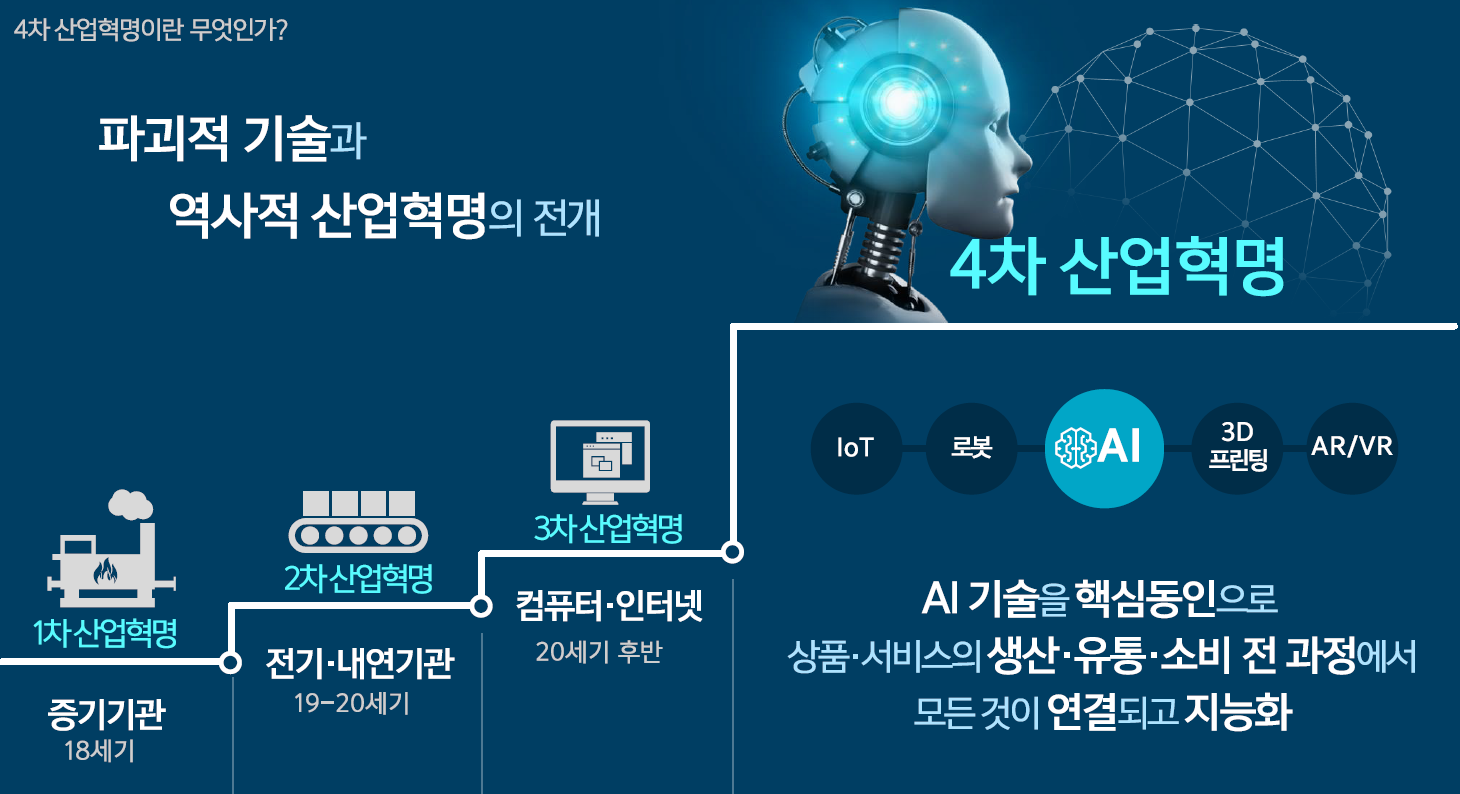 4차 산업혁명이란 무엇인가?
파괴적 기술과
역사적 산업혁명의 전개
4차 산업혁명
1차 산업혁명
증기기관
18세기
2차 산업혁명
전기·내연기관
19-20세기
3차 산업혁명
컴퓨터·인터넷
20세기 후반
IoT
로봇
AI
3D
프린팅
AR/VR
AI 기술을 핵심동인으로
상품·서비스의 생산·유통·소비 전 과정에서
모든 것이 연결되고 지능화